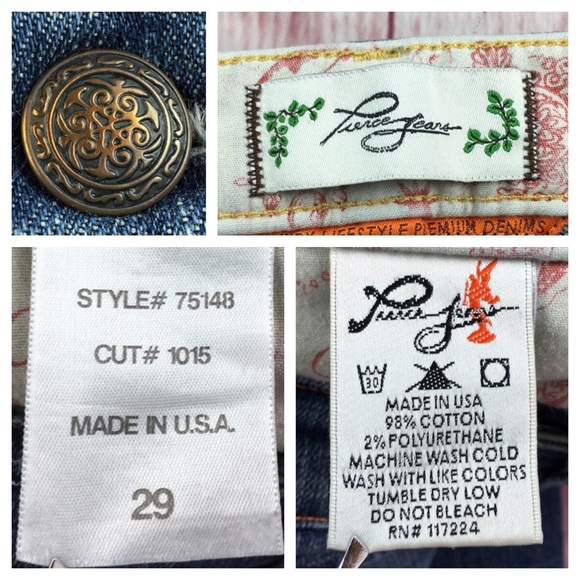 Pierce Jeans
LIFESTYLE PREMIUM DENIMS.
STYLE# 75148
CUT# 1015
MADE IN U.S.A.
29
Pierce Jeans
30
MADE IN USA
98% COTTON
2% POLYURETHANE
MACHINE WASH COLD
WASH WITH LIKE COLORS
TUMBLE DRY LOW
DO NOT BLEACH
RN# 117224